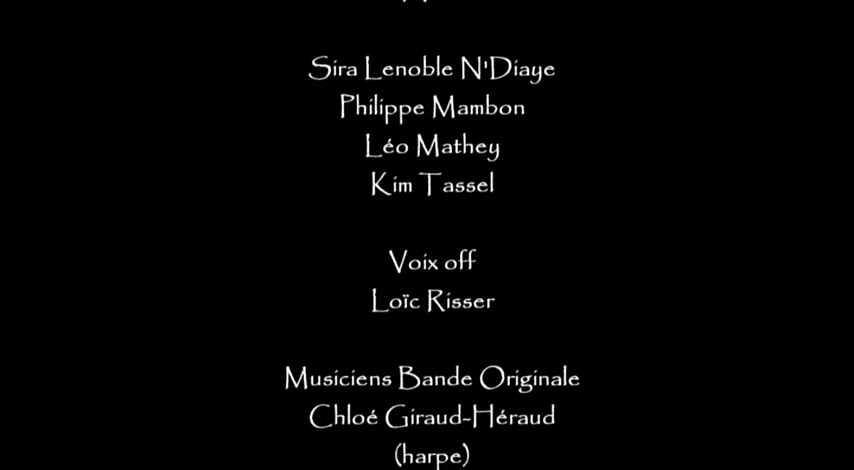 Sira Lenoble N'Diaye
Philippe Mambon
Léo Mathey
Kim Tassel
Voix off
Loïc Risser
Musiciens Bande Originale
Chloé Giraud-Héraud
(harpe)